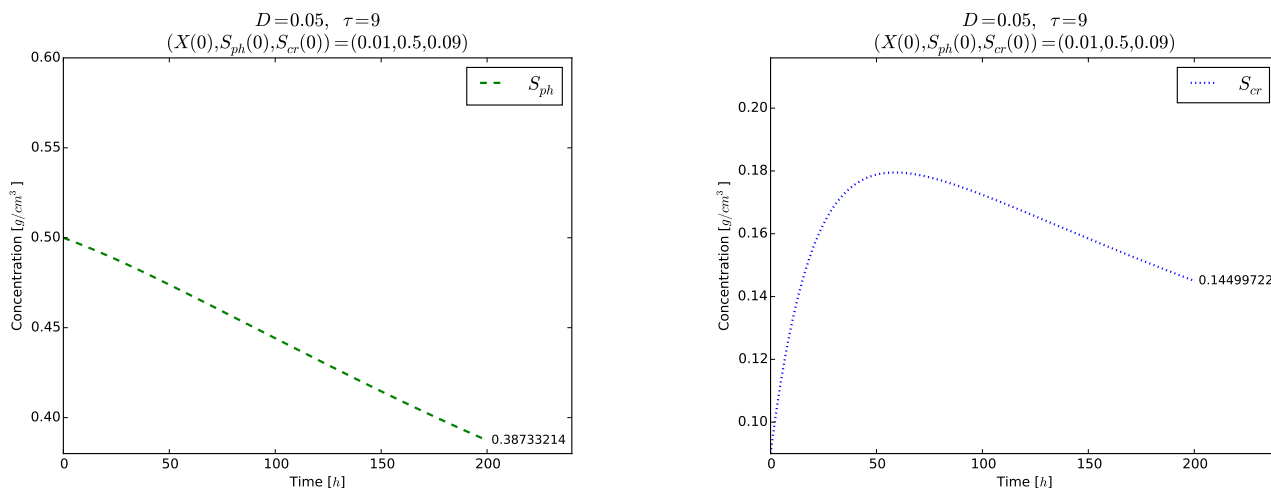 D=0.05, τ=9
(X(0),S_ph(0),S_cr(0))=(0.01,0.5,0.09)
0.60
0.55
0.50
0.45
0.40
Concentration [g/cm³]
S_ph
0.38733214
0 50 100 150 200
Time [h]
D=0.05, τ=9
(X(0),S_ph(0),S_cr(0))=(0.01,0.5,0.09)
0.20
0.18
0.16
0.14
0.12
0.10
Concentration [g/cm³]
S_cr
0.14499722
0 50 100 150 200
Time [h]